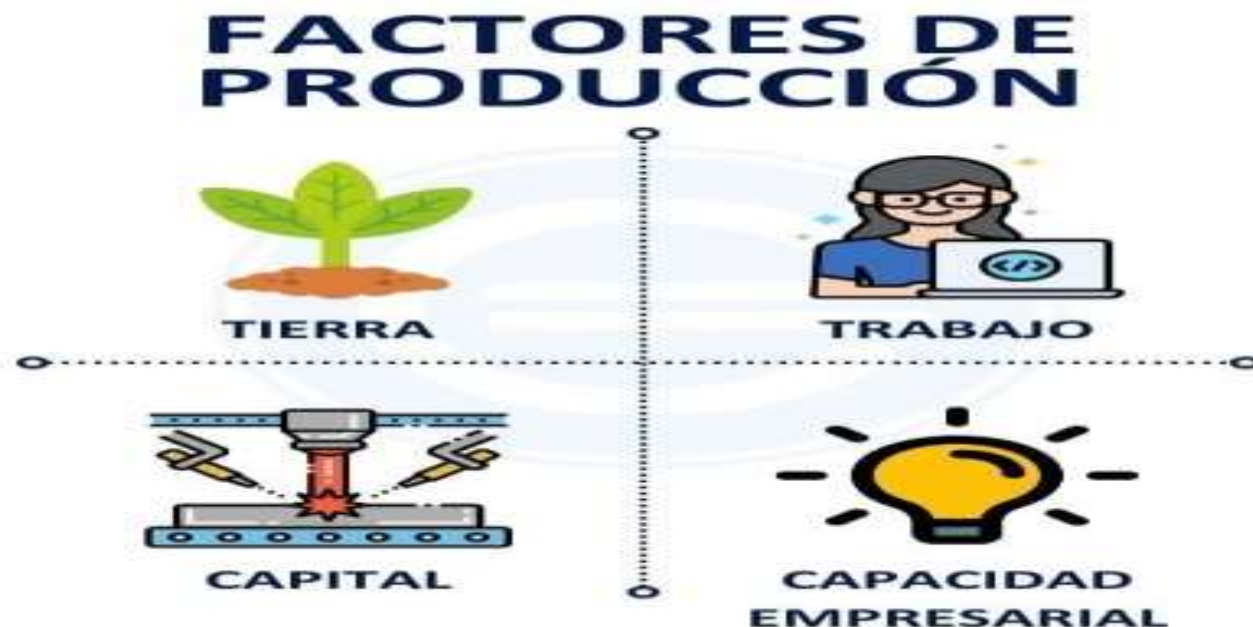 FACTORES DE
PRODUCCIÓN
TIERRA
TRABAJO
</>
CAPITAL
CAPACIDAD
EMPRESARIAL